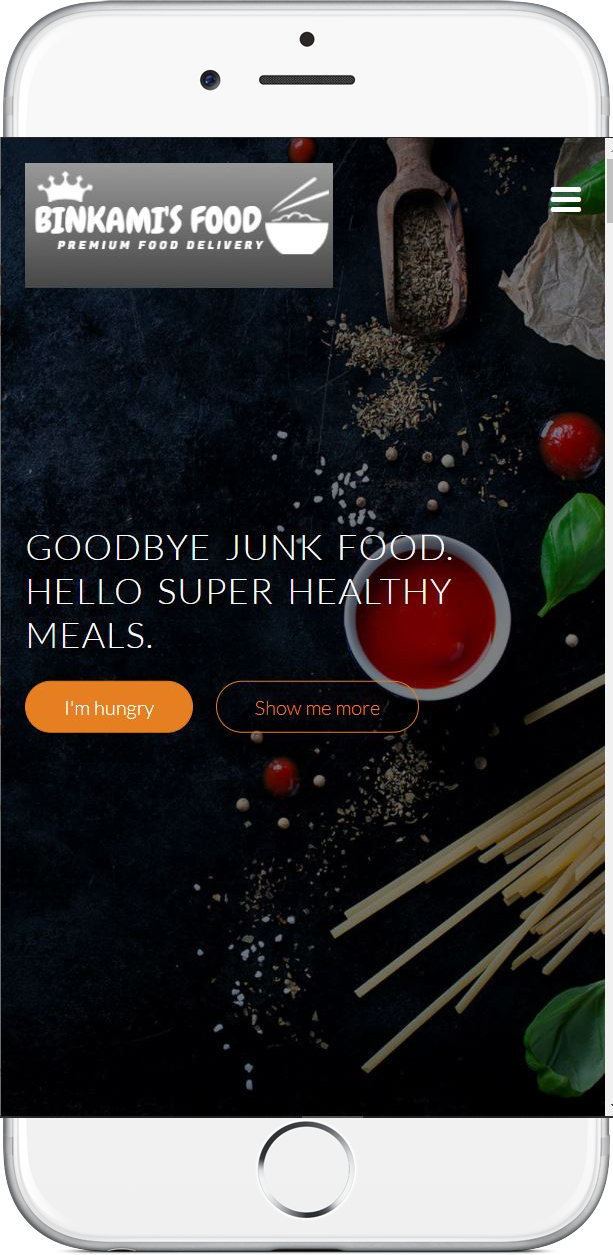 BINKAMI'S FOOD
PREMIUM FOOD DELIVERY
GOODBYE JUNK FOOD.
HELLO SUPER HEALTHY
MEALS.
I'm hungry
Show me more